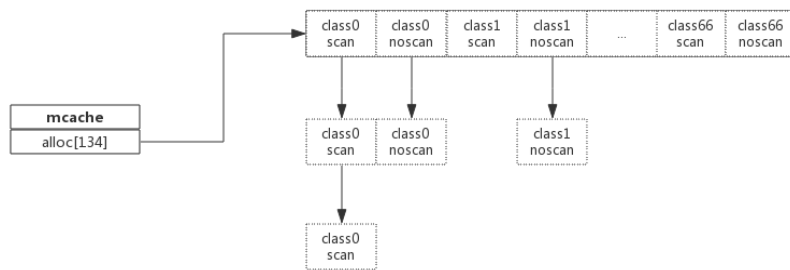 class0 class0 class1 class1 class66 class66
scan noscan scan noscan ... scan noscan
mcache
alloc[134]
class0 class0 class1
scan noscan noscan
class0
scan